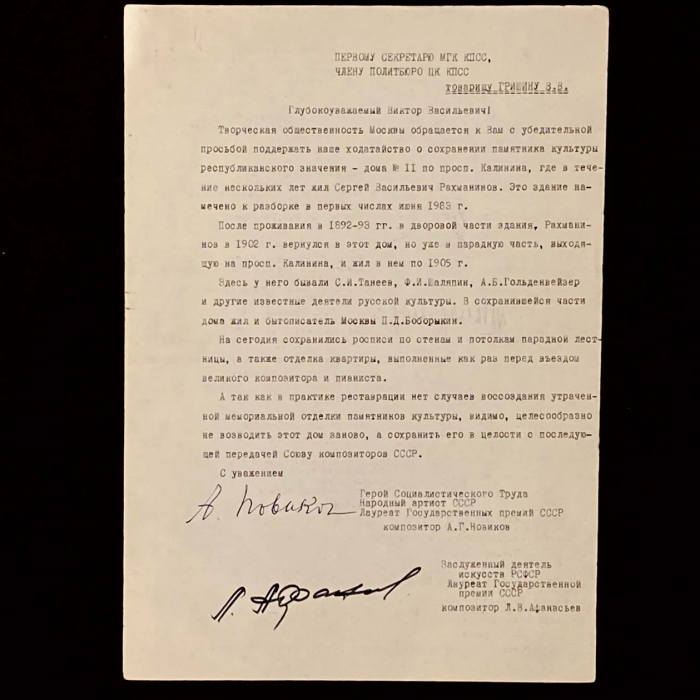 ПЕРВОМУ СЕКРЕТАРЮ МГК КПСС,
ЧЛЕНУ ПОЛИТБЮРО ЦК КПСС
товарищу ГРИШИНУ В.В.
Глубокоуважаемый Виктор Васильевич!
Творческая общественность Москвы обращается к Вам с убедительной
просьбой поддержать наше ходатайство о сохранении памятника культуры
республиканского значения - дома № II по просп. Калинина, где в тече-
ние нескольких лет жил Сергей Васильевич Рахманинов. Это здание на-
мечено к разборке в первых числах июня 1983 г.
После проживания в 1892-93 гг. в дворовой части здания, Рахмани-
нов в 1902 г. вернулся в этот дом, но уже в парадную часть, выходя-
щую на просп. Калинина, и жил в нем по 1905 г.
Здесь у него бывали С.И.Танеев, Ф.И.Шаляпин, А.Б.Гольденвейзер
и другие известные деятели русской культуры. В сохранившейся части
дома жил и бытописатель Москвы П.Д.Боборыкин.
На сегодня сохранились росписи по стенам и потолкам парадной лест-
ницы, а также отделка квартиры, выполненные как раз перед въездом
великого композитора и пианиста.
А так как в практике реставрации нет случаев воссоздания утрачен-
ной мемориальной отделки памятников культуры, видимо, целесообразно
не возводить этот дом заново, а сохранить его в целости с последую-
щей передачей Союзу композиторов СССР.
С уважением
А. Новиков
Герой Социалистического Труда
Народный артист СССР
Лауреат Государственных премий СССР
композитор А.Г.Новиков
Заслуженный деятель
искусств РСФСР
Лауреат Государственной
премии СССР
Л. Афанасьев
композитор Л.В.Афанасьев